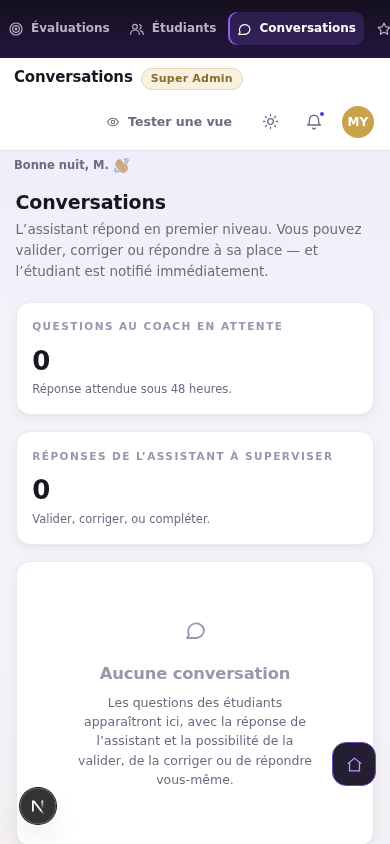 Évaluations
Étudiants
Conversations
Conversations
Super Admin
Tester une vue
MY
Bonne nuit, M. 👋🏽
Conversations
L’assistant répond en premier niveau. Vous pouvez
valider, corriger ou répondre à sa place — et
l’étudiant est notifié immédiatement.
QUESTIONS AU COACH EN ATTENTE
0
Réponse attendue sous 48 heures.
RÉPONSES DE L’ASSISTANT À SUPERVISER
0
Valider, corriger, ou compléter.
Aucune conversation
Les questions des étudiants
apparaîtront ici, avec la réponse de
l’assistant et la possibilité de la
valider, de la corriger ou de répondre
vous-même.
N